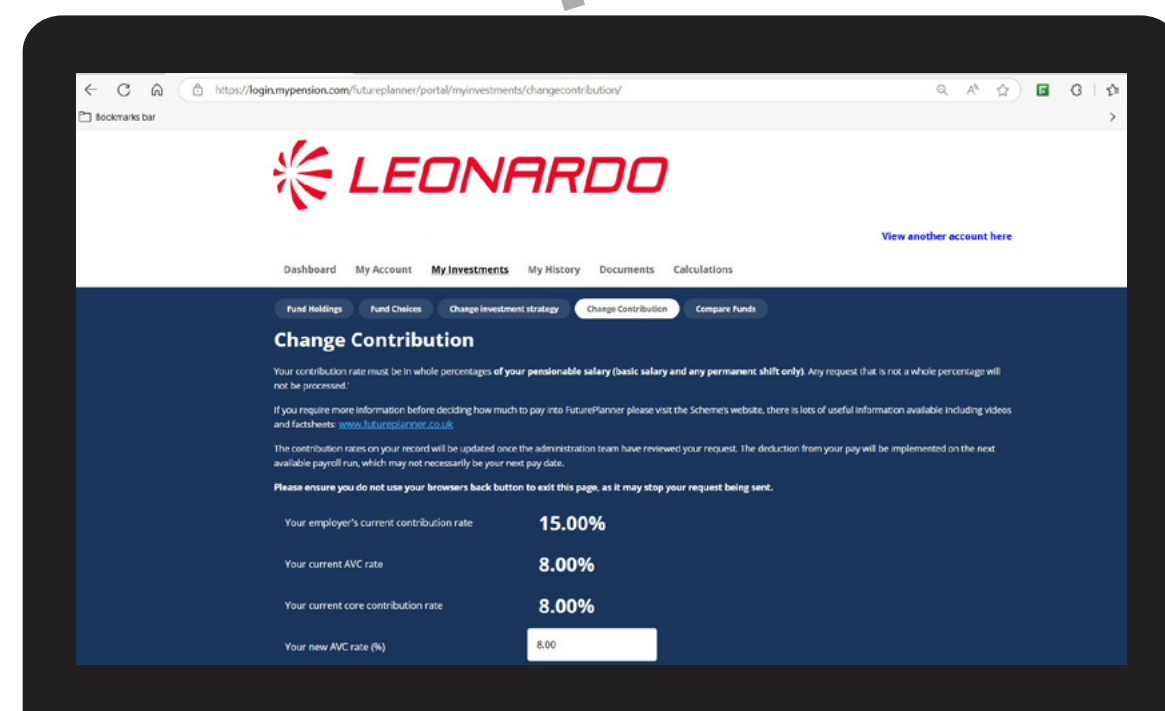 https://login.mypension.com/futureplanner/portal/myinvestments/changecontribution/
Bookmarks bar
LEONARDO
View another account here
Dashboard My Account My Investments My History Documents Calculations
Fund Holdings Fund Choices Change investment strategy Change Contribution Compare Funds
Change Contribution
Your contribution rate must be in whole percentages of your pensionable salary (basic salary and any permanent shift only). Any request that is not a whole percentage will
not be processed.'
If you require more information before deciding how much to pay into FuturePlanner please visit the Scheme's website, there is lots of useful information available including videos
and factsheets: www.futureplanner.co.uk
The contribution rates on your record will be updated once the administration team have reviewed your request. The deduction from your pay will be implemented on the next
available payroll run, which may not necessarily be your next pay date.
Please ensure you do not use your browsers back button to exit this page, as it may stop your request being sent.
Your employer's current contribution rate 15.00%
Your current AVC rate 8.00%
Your current core contribution rate 8.00%
Your new AVC rate (%) 8.00